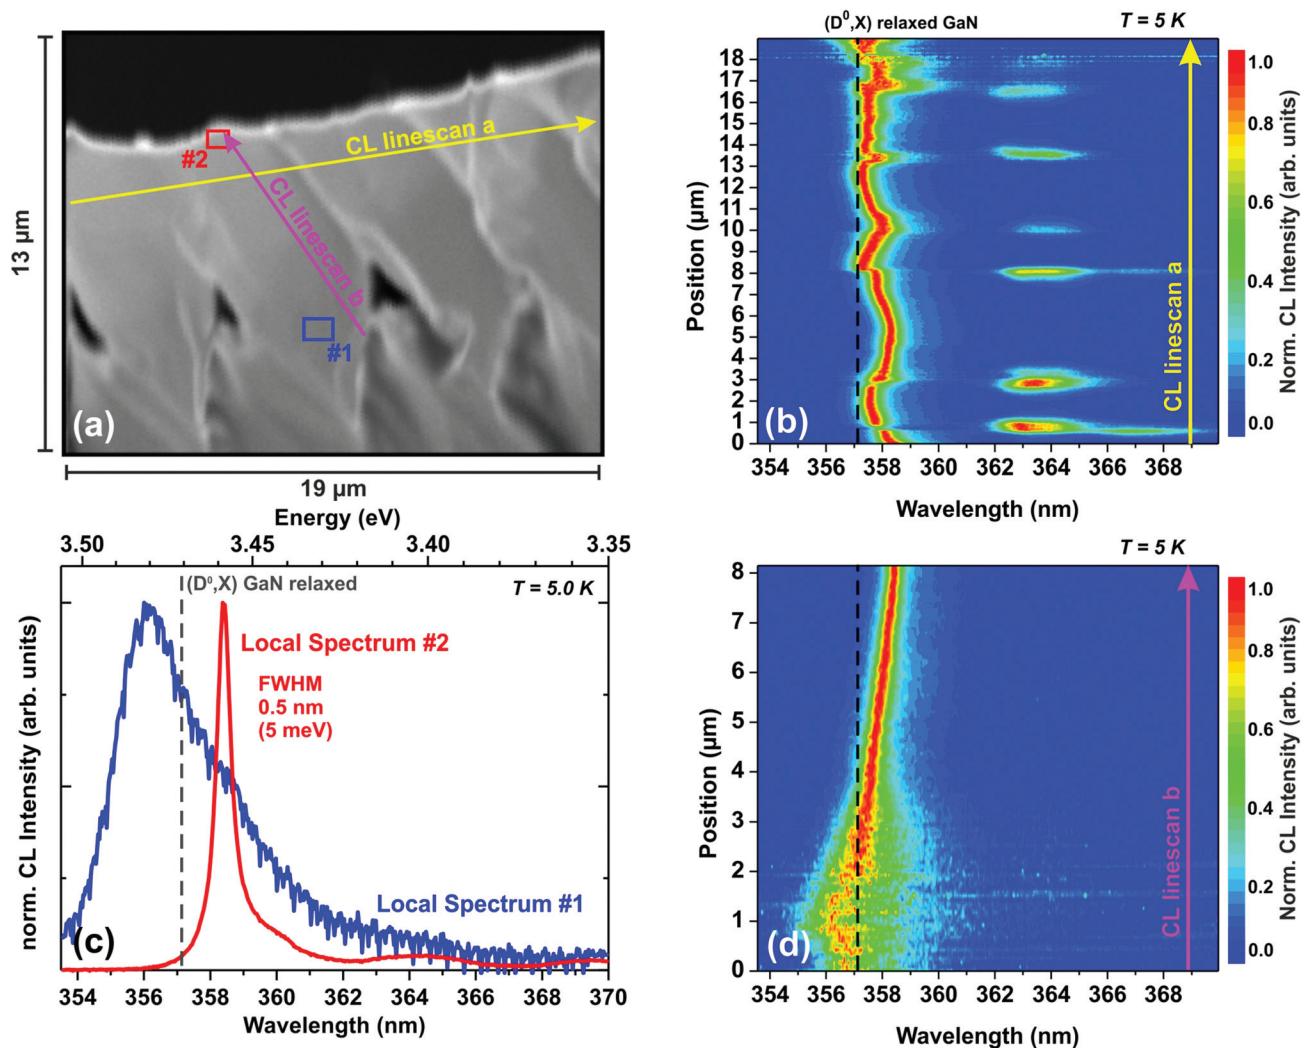 13 µm
CL linescan a
#2
CL linescan b
#1
(a)
19 µm
(D⁰,X) relaxed GaN
T = 5 K
18
17
16
15
14
13
12
11
10
9
8
7
6
5
4
3
2
1
0
Position (µm)
CL linescan a
(b)
354 356 358 360 362 364 366 368
Wavelength (nm)
1.0
0.8
0.6
0.4
0.2
0.0
Norm. CL Intensity (arb. units)
Energy (eV)
3.50 3.45 3.40 3.35
(D⁰,X) GaN relaxed
T = 5.0 K
Local Spectrum #2
FWHM
0.5 nm
(5 meV)
Local Spectrum #1
norm. CL Intensity (arb. units)
(c)
354 356 358 360 362 364 366 368 370
Wavelength (nm)
T = 5 K
8
7
6
5
4
3
2
1
0
Position (µm)
CL linescan b
(d)
354 356 358 360 362 364 366 368
Wavelength (nm)
1.0
0.8
0.6
0.4
0.2
0.0
Norm. CL Intensity (arb. units)